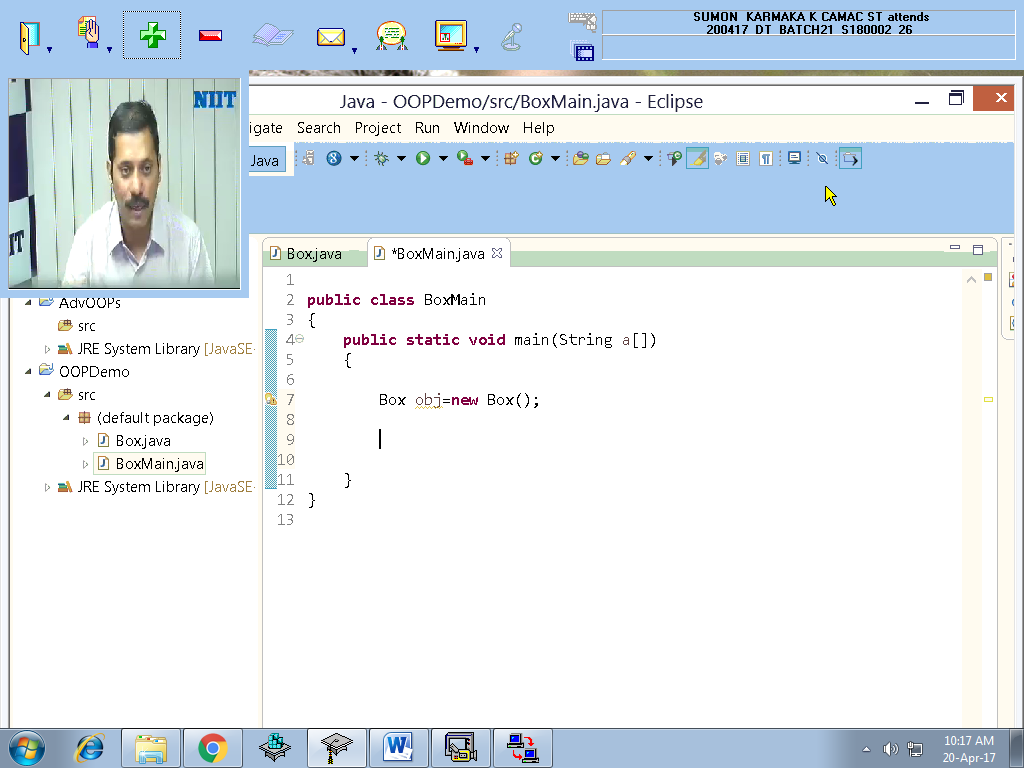 SUMON KARMAKA K CAMAC ST attends
200417 DT BATCH21 S180002 26
NIIT
IT
Java - OOPDemo/src/BoxMain.java - Eclipse
igate Search Project Run Window Help
Java
Box.java
*BoxMain.java
AdvOOPs
src
JRE System Library [JavaSE-
OOPDemo
src
(default package)
Box.java
BoxMain.java
JRE System Library [JavaSE-
1
2 public class BoxMain
3 {
4 public static void main(String a[])
5 {
6
7 Box obj=new Box();
8
9
10
11 }
12 }
13
10:17 AM
20-Apr-17